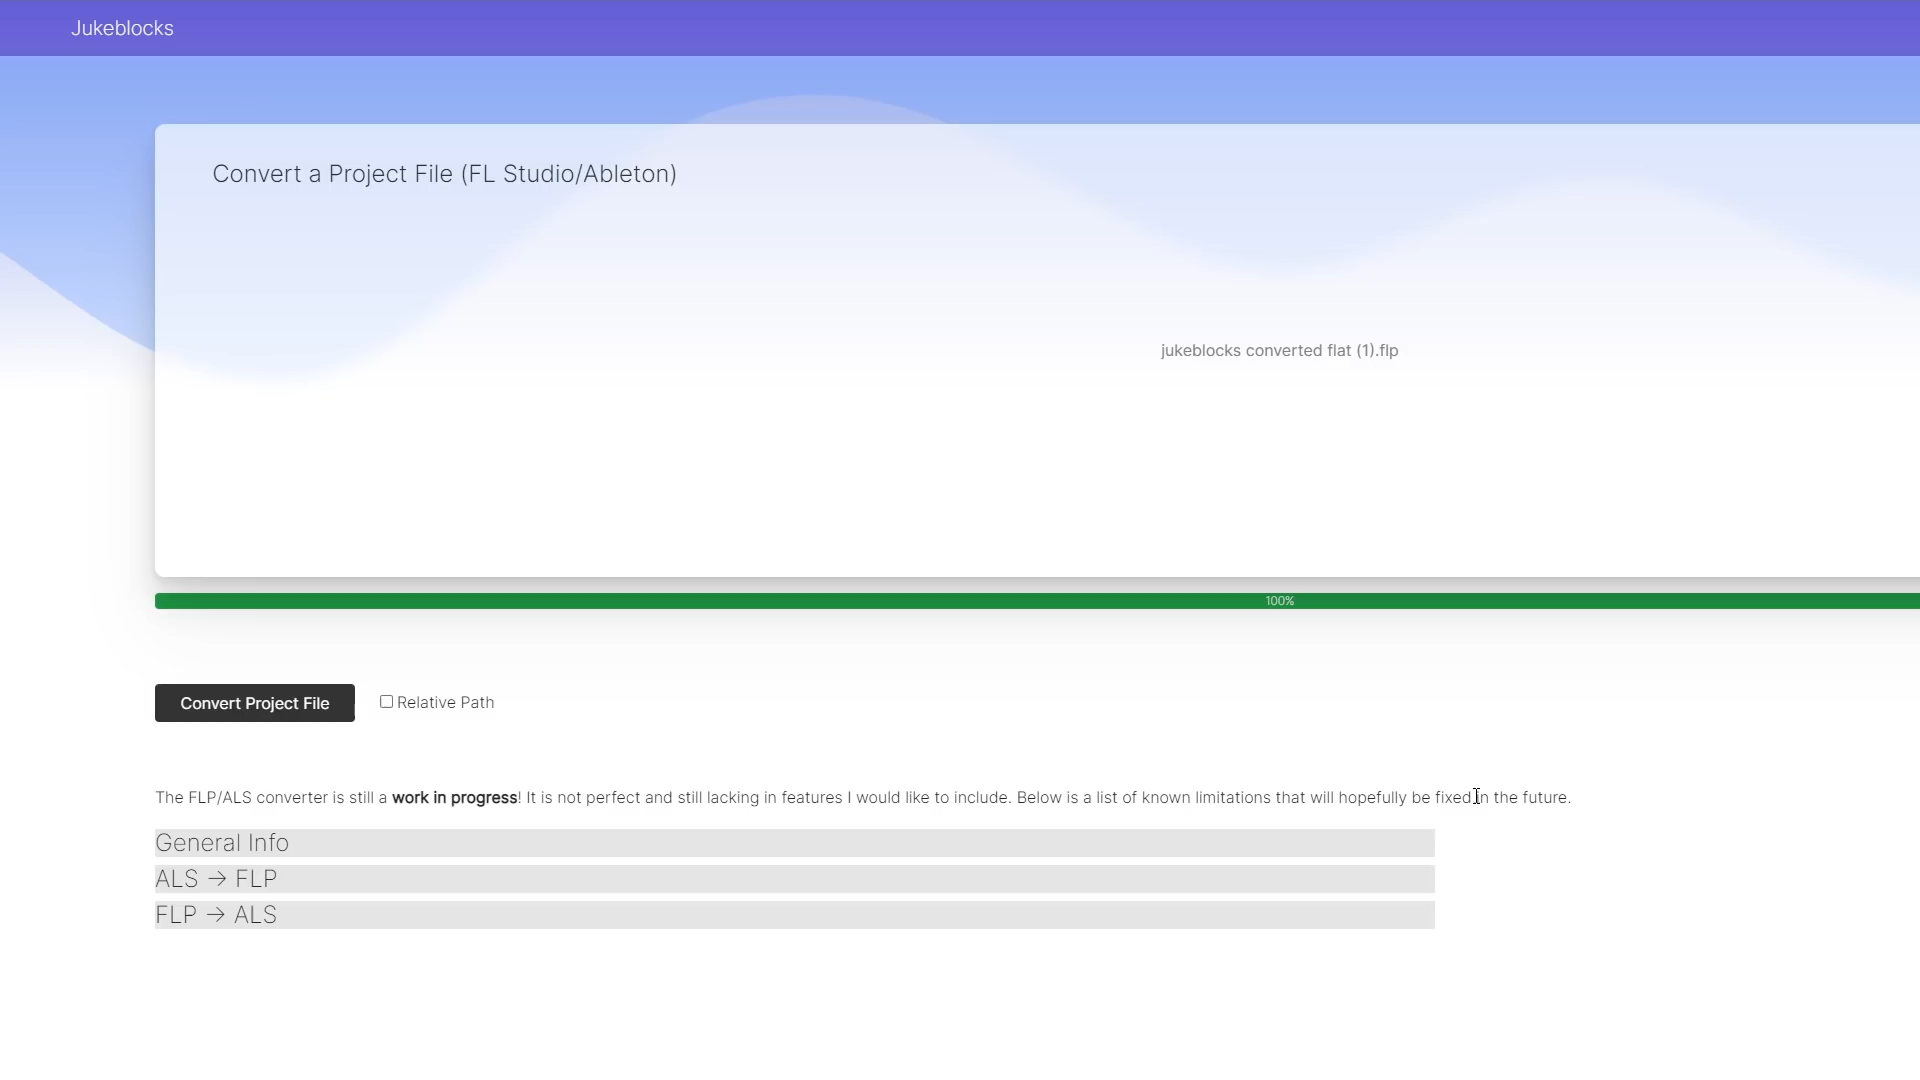 Jukeblocks
Convert a Project File (FL Studio/Ableton)
jukeblocks converted flat (1).flp
100%
Convert Project File
Relative Path
The FLP/ALS converter is still a work in progress! It is not perfect and still lacking in features I would like to include. Below is a list of known limitations that will hopefully be fixed in the future.
General Info
ALS → FLP
FLP → ALS